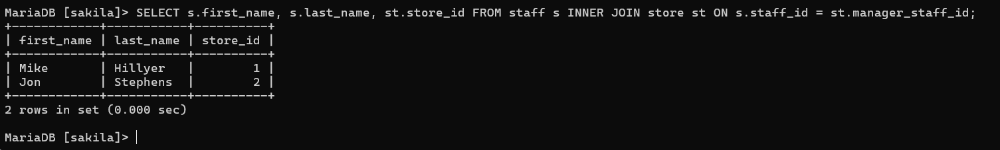 MariaDB [sakila]> SELECT s.first_name, s.last_name, st.store_id FROM staff s INNER JOIN store st ON s.staff_id = st.manager_staff_id;
+------------+-----------+----------+
| first_name | last_name | store_id |
+------------+-----------+----------+
| Mike       | Hillyer   |        1 |
| Jon        | Stephens  |        2 |
+------------+-----------+----------+
2 rows in set (0.000 sec)
MariaDB [sakila]>